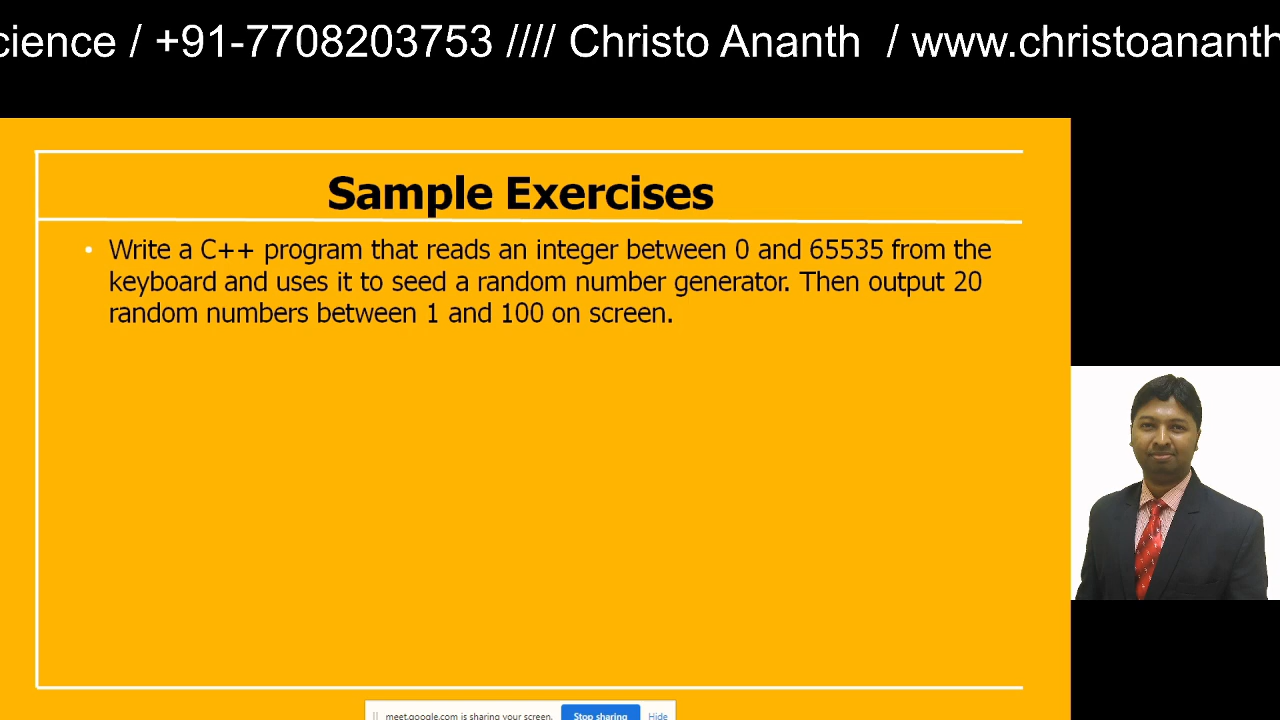 cience / +91-7708203753 //// Christo Ananth / www.christoananth
Sample Exercises
• Write a C++ program that reads an integer between 0 and 65535 from the
keyboard and uses it to seed a random number generator. Then output 20
random numbers between 1 and 100 on screen.
meet.google.com is sharing your screen. Stop sharing Hide